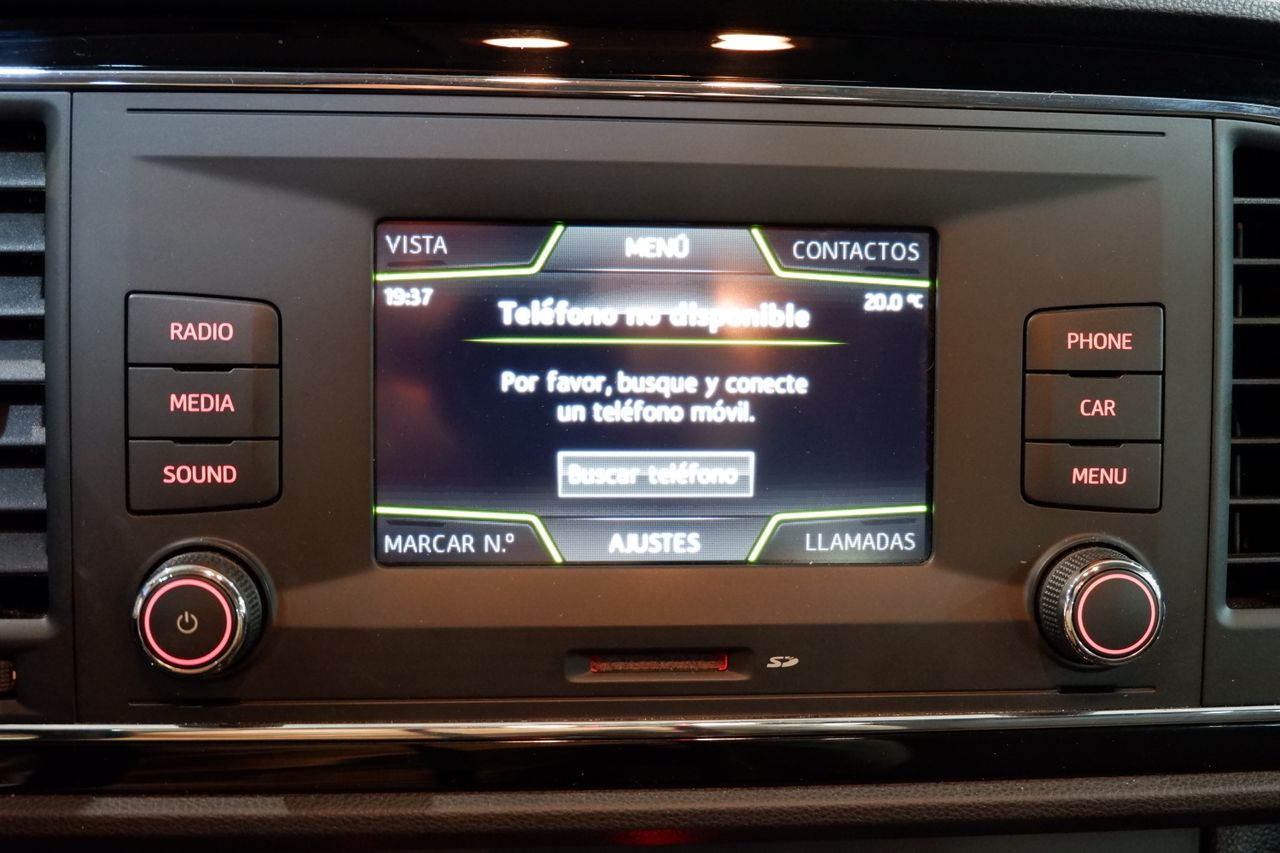 VISTA
MENÚ
CONTACTOS
19:37
20.0 °C
Teléfono no disponible
Por favor, busque y conecte
un teléfono móvil.
Buscar teléfono
MARCAR N.º
AJUSTES
LLAMADAS
RADIO
MEDIA
SOUND
PHONE
CAR
MENU
SD